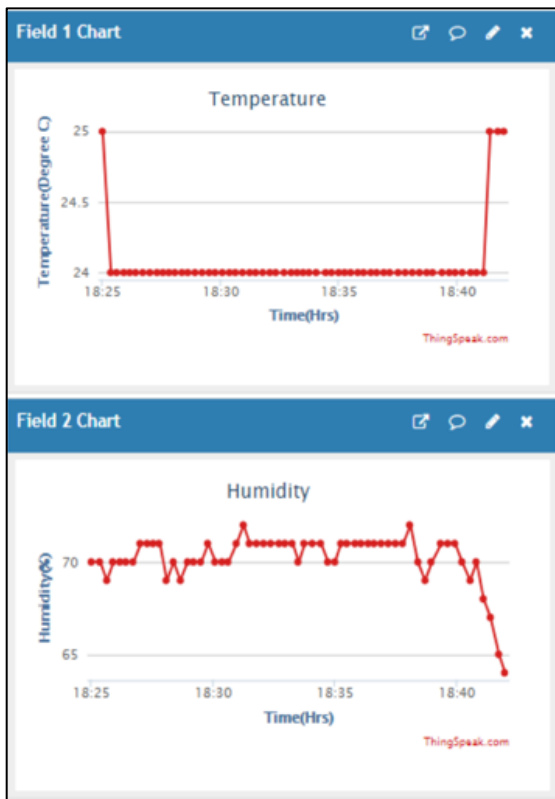 Field 1 Chart
Temperature
Temperature(Degree C)
25
24.5
24
18:25 18:30 18:35 18:40
Time(Hrs)
ThingSpeak.com
Field 2 Chart
Humidity
Humidity(%)
70
65
18:25 18:30 18:35 18:40
Time(Hrs)
ThingSpeak.com